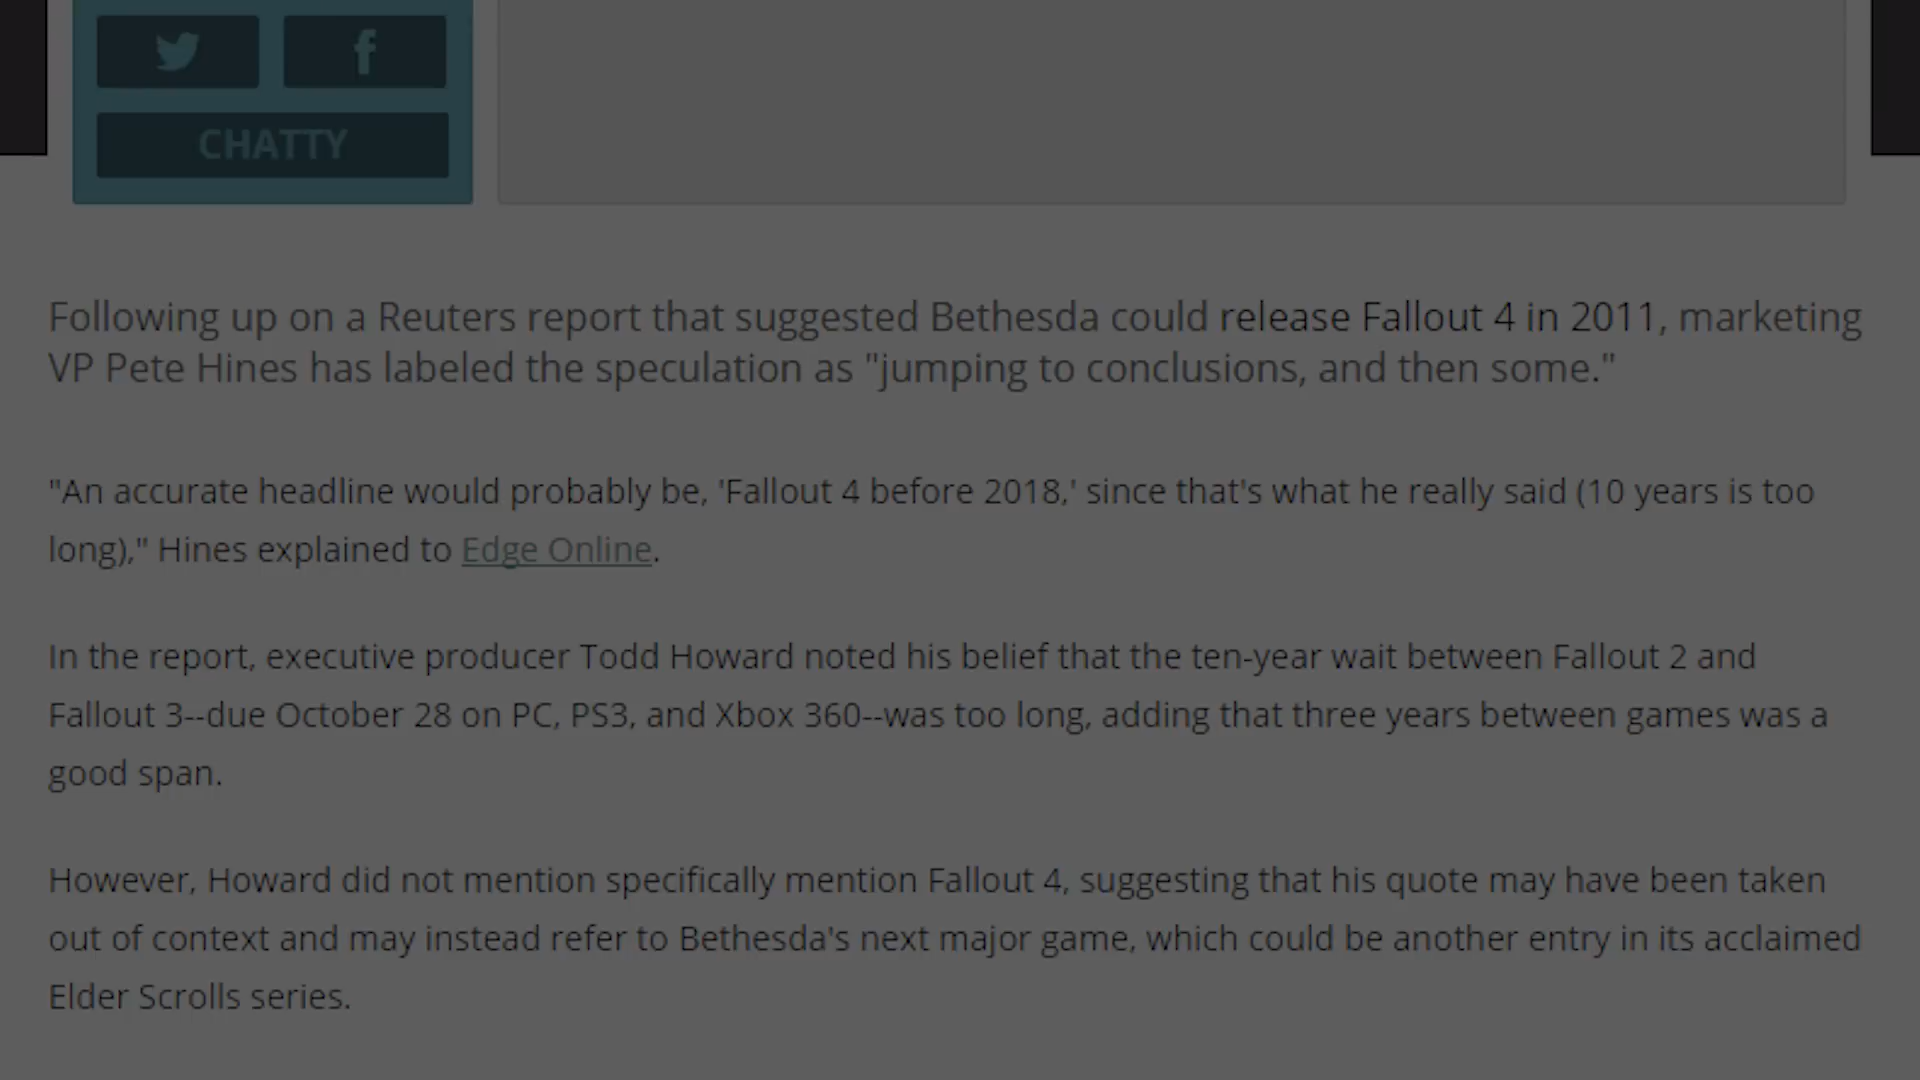 CHATTY
Following up on a Reuters report that suggested Bethesda could release Fallout 4 in 2011, marketing
VP Pete Hines has labeled the speculation as "jumping to conclusions, and then some."
"An accurate headline would probably be, 'Fallout 4 before 2018,' since that's what he really said (10 years is too
long)," Hines explained to Edge Online.
In the report, executive producer Todd Howard noted his belief that the ten-year wait between Fallout 2 and
Fallout 3--due October 28 on PC, PS3, and Xbox 360--was too long, adding that three years between games was a
good span.
However, Howard did not mention specifically mention Fallout 4, suggesting that his quote may have been taken
out of context and may instead refer to Bethesda's next major game, which could be another entry in its acclaimed
Elder Scrolls series.